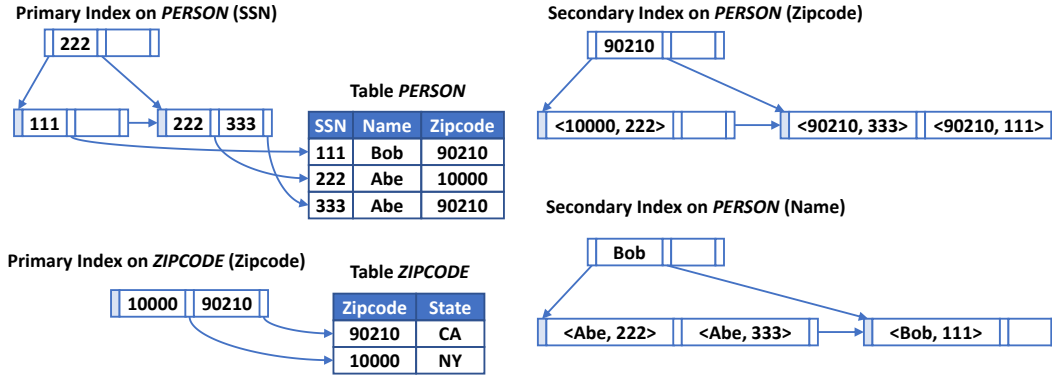 Primary Index on PERSON (SSN)
222
111
222 333
Table PERSON
SSN Name Zipcode
111 Bob 90210
222 Abe 10000
333 Abe 90210
Primary Index on ZIPCODE (Zipcode)
10000 90210
Table ZIPCODE
Zipcode State
90210 CA
10000 NY
Secondary Index on PERSON (Zipcode)
90210
<10000, 222>
<90210, 333> <90210, 111>
Secondary Index on PERSON (Name)
Bob
<Abe, 222> <Abe, 333>
<Bob, 111>